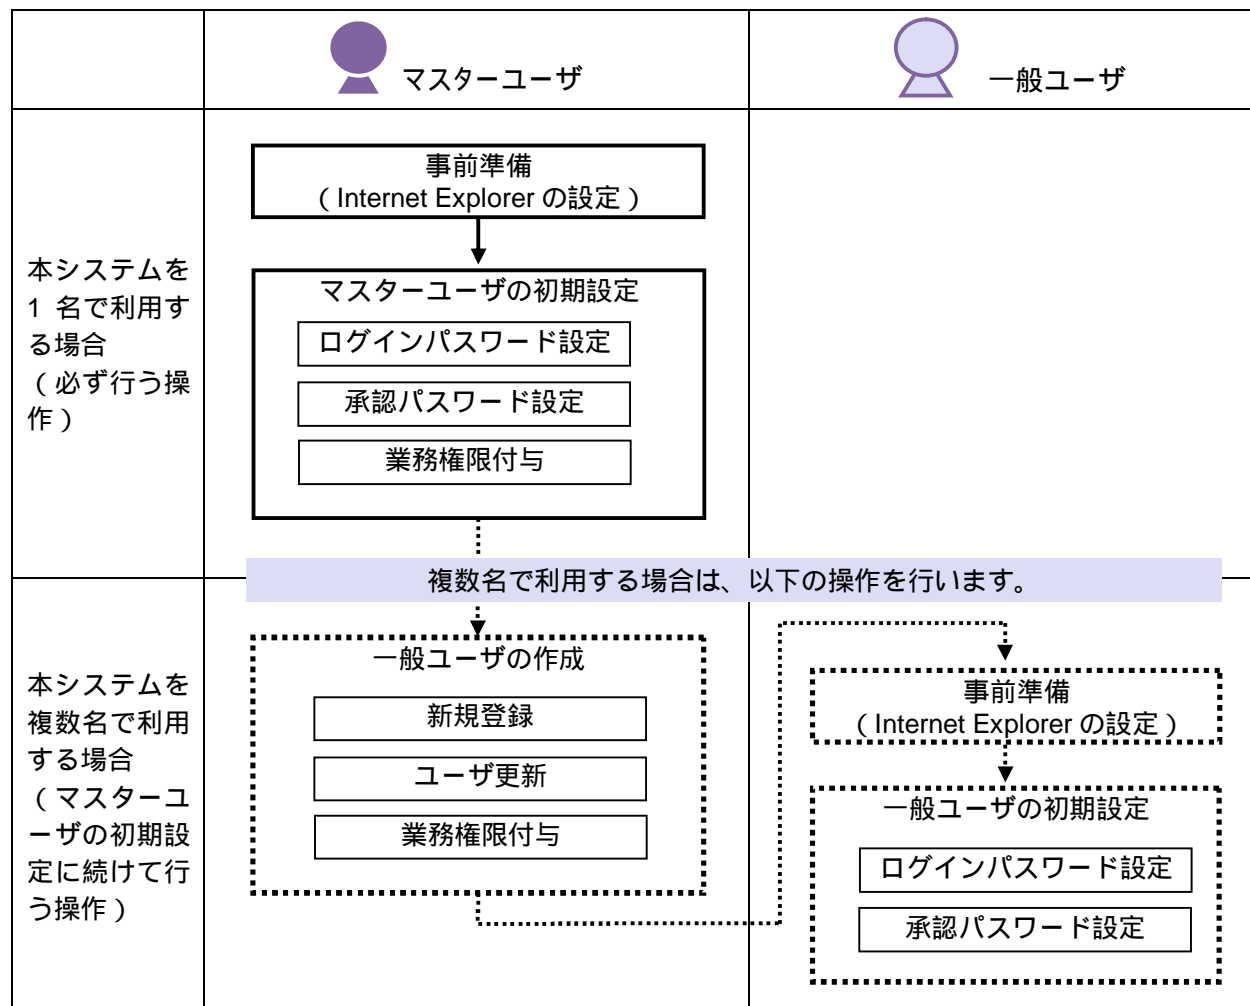 マスターユーザ
一般ユーザ
本システムを
1 名で利用す
る場合
（必ず行う操
作）
事前準備
（Internet Explorer の設定）
マスターユーザの初期設定
ログインパスワード設定
承認パスワード設定
業務権限付与
複数名で利用する場合は、以下の操作を行います。
本システムを
複数名で利用
する場合
（マスターユ
ーザの初期設
定に続けて行
う操作）
一般ユーザの作成
新規登録
ユーザ更新
業務権限付与
事前準備
（Internet Explorer の設定）
一般ユーザの初期設定
ログインパスワード設定
承認パスワード設定